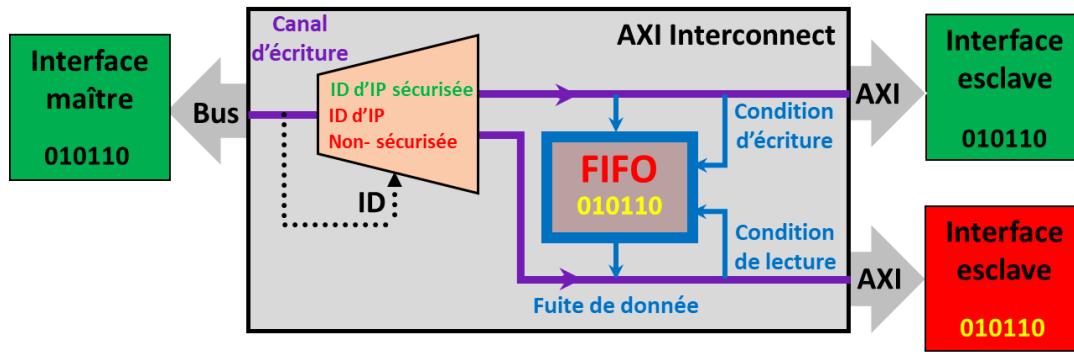 Canal
d'écriture
AXI Interconnect
Interface
maître
010110
Bus
ID d'IP sécurisée
ID d'IP
Non- sécurisée
ID
FIFO
010110
Condition
d'écriture
Condition
de lecture
Fuite de donnée
AXI
Interface
esclave
010110
AXI
Interface
esclave
010110